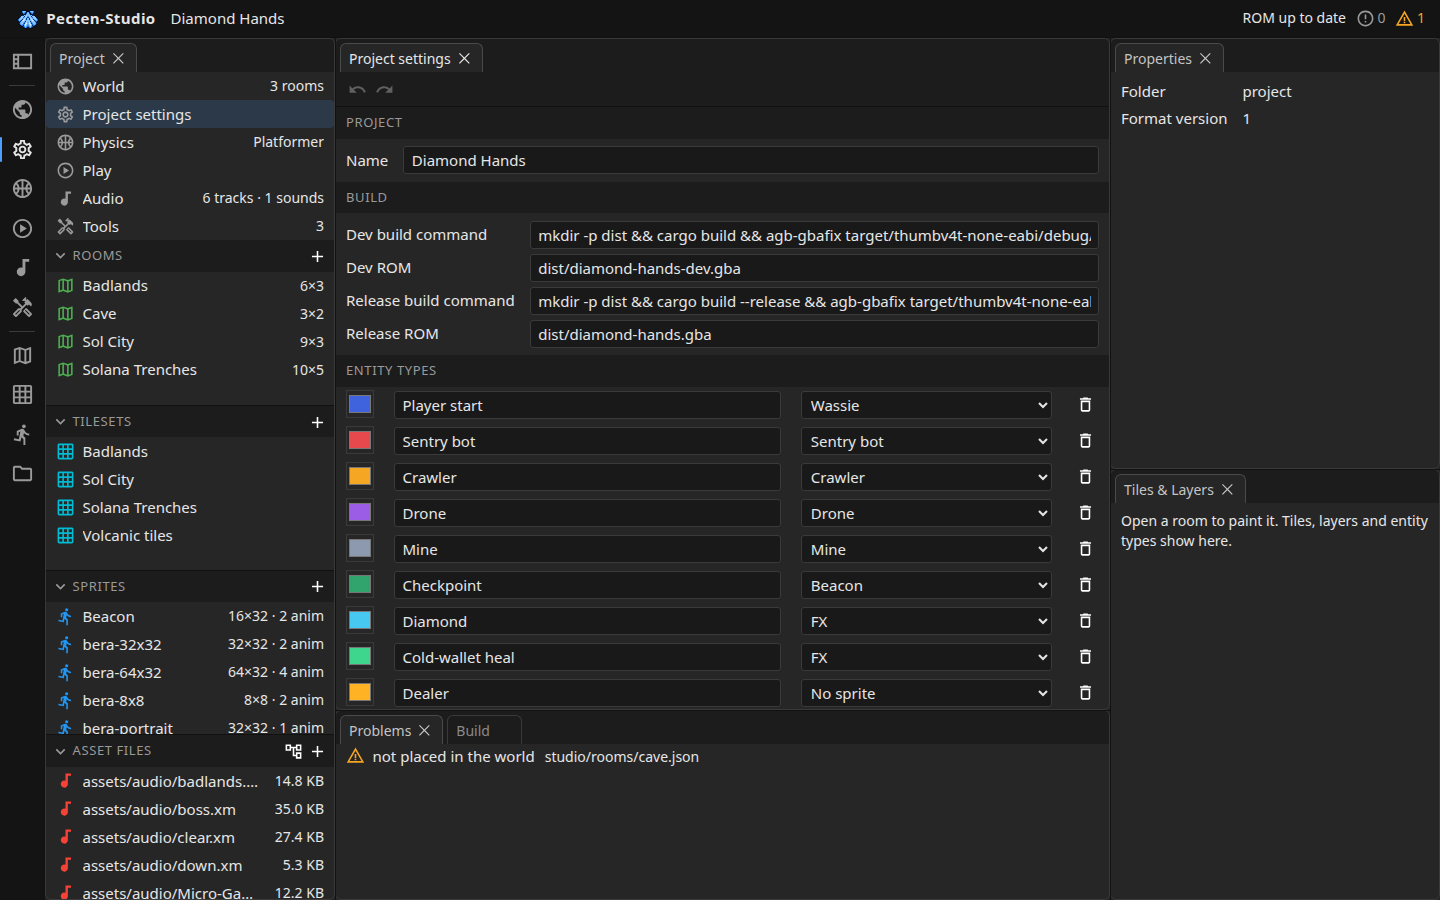 Pecten-Studio Diamond Hands
ROM up to date 0 1
Project
World 3 rooms
Project settings
Physics Platformer
Play
Audio 6 tracks · 1 sounds
Tools 3
ROOMS
Badlands 6×3
Cave 3×2
Sol City 9×3
Solana Trenches 10×5
TILESETS
Badlands
Sol City
Solana Trenches
Volcanic tiles
SPRITES
Beacon 16×32 · 2 anim
bera-32x32 32×32 · 2 anim
bera-64x32 64×32 · 4 anim
bera-8x8 8×8 · 2 anim
bera-portrait 32×32 · 1 anim
ASSET FILES
assets/audio/badlands.... 14.8 KB
assets/audio/boss.xm 35.0 KB
assets/audio/clear.xm 27.4 KB
assets/audio/down.xm 5.3 KB
assets/audio/Micro-Ga... 12.2 KB
Project settings
PROJECT
Name Diamond Hands
BUILD
Dev build command mkdir -p dist && cargo build && agb-gbafix target/thumbv4t-none-eabi/debug/
Dev ROM dist/diamond-hands-dev.gba
Release build command mkdir -p dist && cargo build --release && agb-gbafix target/thumbv4t-none-eal
Release ROM dist/diamond-hands.gba
ENTITY TYPES
Player start Wassie
Sentry bot Sentry bot
Crawler Crawler
Drone Drone
Mine Mine
Checkpoint Beacon
Diamond FX
Cold-wallet heal FX
Dealer No sprite
Problems Build
not placed in the world studio/rooms/cave.json
Properties
Folder project
Format version 1
Tiles & Layers
Open a room to paint it. Tiles, layers and entity
types show here.